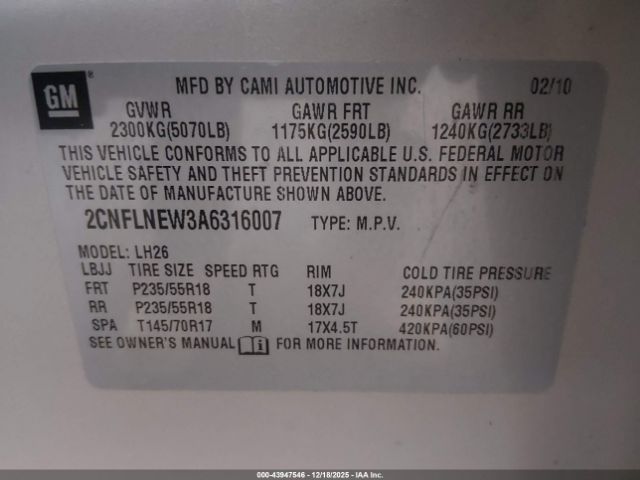 GM ®
MFD BY CAMI AUTOMOTIVE INC. 02/10
GVWR GAWR FRT GAWR RR
2300KG(5070LB) 1175KG(2590LB) 1240KG(2733LB)
THIS VEHICLE CONFORMS TO ALL APPLICABLE U.S. FEDERAL MOTOR
VEHICLE SAFETY AND THEFT PREVENTION STANDARDS IN EFFECT ON
THE DATE OF MANUFACTURE SHOWN ABOVE.
2CNFLNEW3A6316007 TYPE: M.P.V.
MODEL: LH26
LBJJ TIRE SIZE SPEED RTG RIM COLD TIRE PRESSURE
FRT P235/55R18 T 18X7J 240KPA(35PSI)
RR P235/55R18 T 18X7J 240KPA(35PSI)
SPA T145/70R17 M 17X4.5T 420KPA(60PSI)
SEE OWNER'S MANUAL i FOR MORE INFORMATION.
000-43947546 - 12/18/2025 - IAAI, Inc.